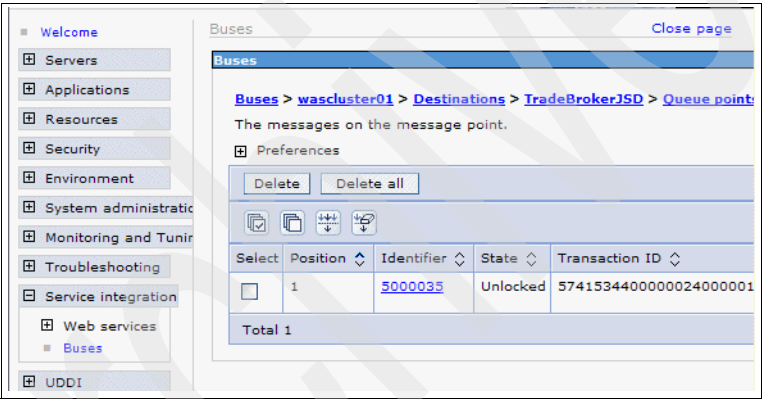 Welcome
Servers
Applications
Resources
Security
Environment
System administratic
Monitoring and Tunir
Troubleshooting
Service integration
Web services
Buses
UDDI
Buses Close page
Buses
Buses > wascluster01 > Destinations > TradeBrokerJSD > Queue points
The messages on the message point.
Preferences
Delete Delete all
Select Position Identifier State Transaction ID
1 5000035 Unlocked 5741534400000024000001
Total 1